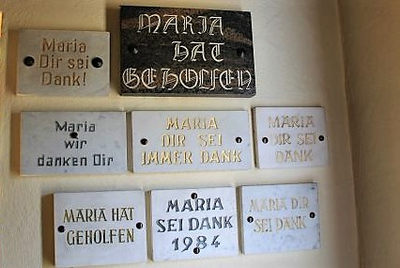 Maria
Dir sei
Dank!
MARIA
HAT
GEHOLFEN
Maria
wir
danken Dir
MARIA
DIR SEI
IMMER DANK
MARIA
DIR SEI
DANK
MARIA HAT
GEHOLFEN
MARIA
SEI DANK
1984
MARIA DIR
SEI DANK